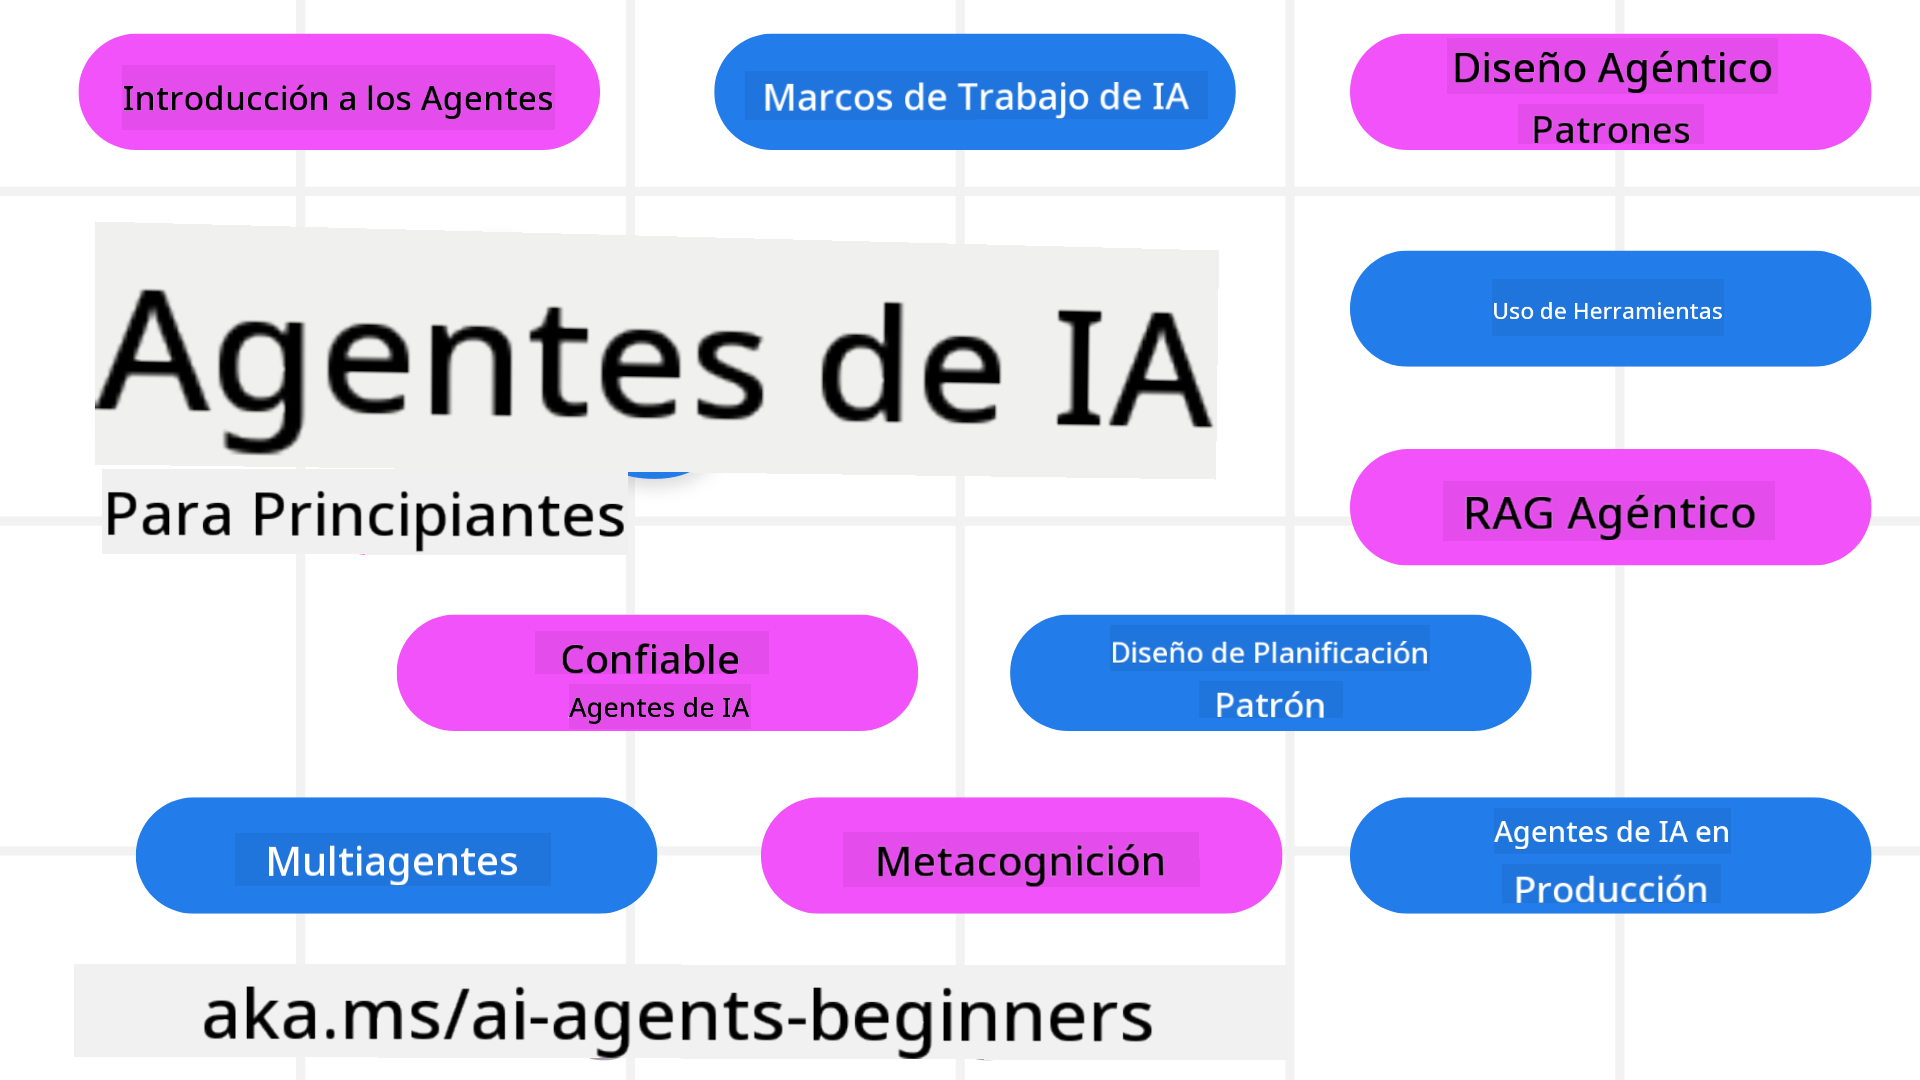 Introducción a los Agentes
Marcos de Trabajo de IA
Diseño Agéntico
Patrones
Agentes de IA
Para Principiantes
Uso de Herramientas
RAG Agéntico
Confiable
Agentes de IA
Diseño de Planificación
Patrón
Multiagentes
Metacognición
Agentes de IA en
Producción
aka.ms/ai-agents-beginners